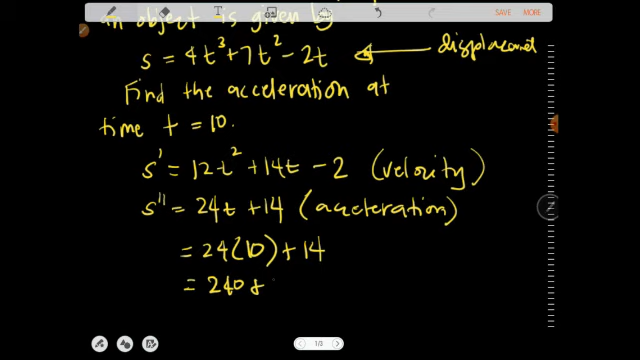 an object is given by
s = 4t³ + 7t² - 2t ← displacement
Find the acceleration at
time t = 10.
s' = 12t² + 14t - 2 (velocity)
s'' = 24t + 14 (acceleration)
= 24(10) + 14
= 240 +
1/3
SCREEN
MORE